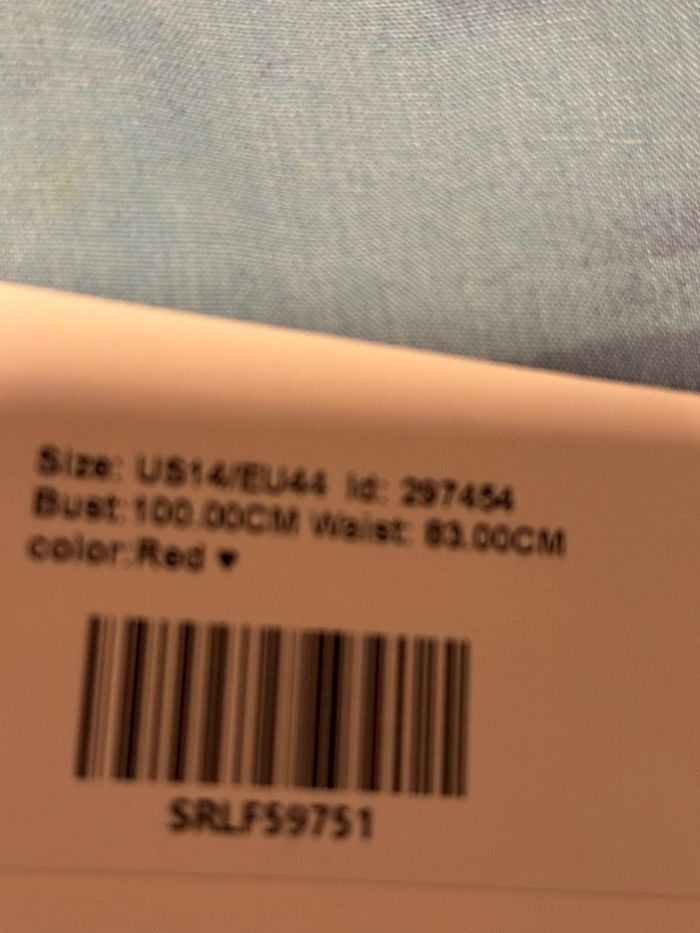 Size: US14/EU44 Id: 297454
Bust:100.00CM Waist: 83.00CM
color:Red ♥
SRLF59751